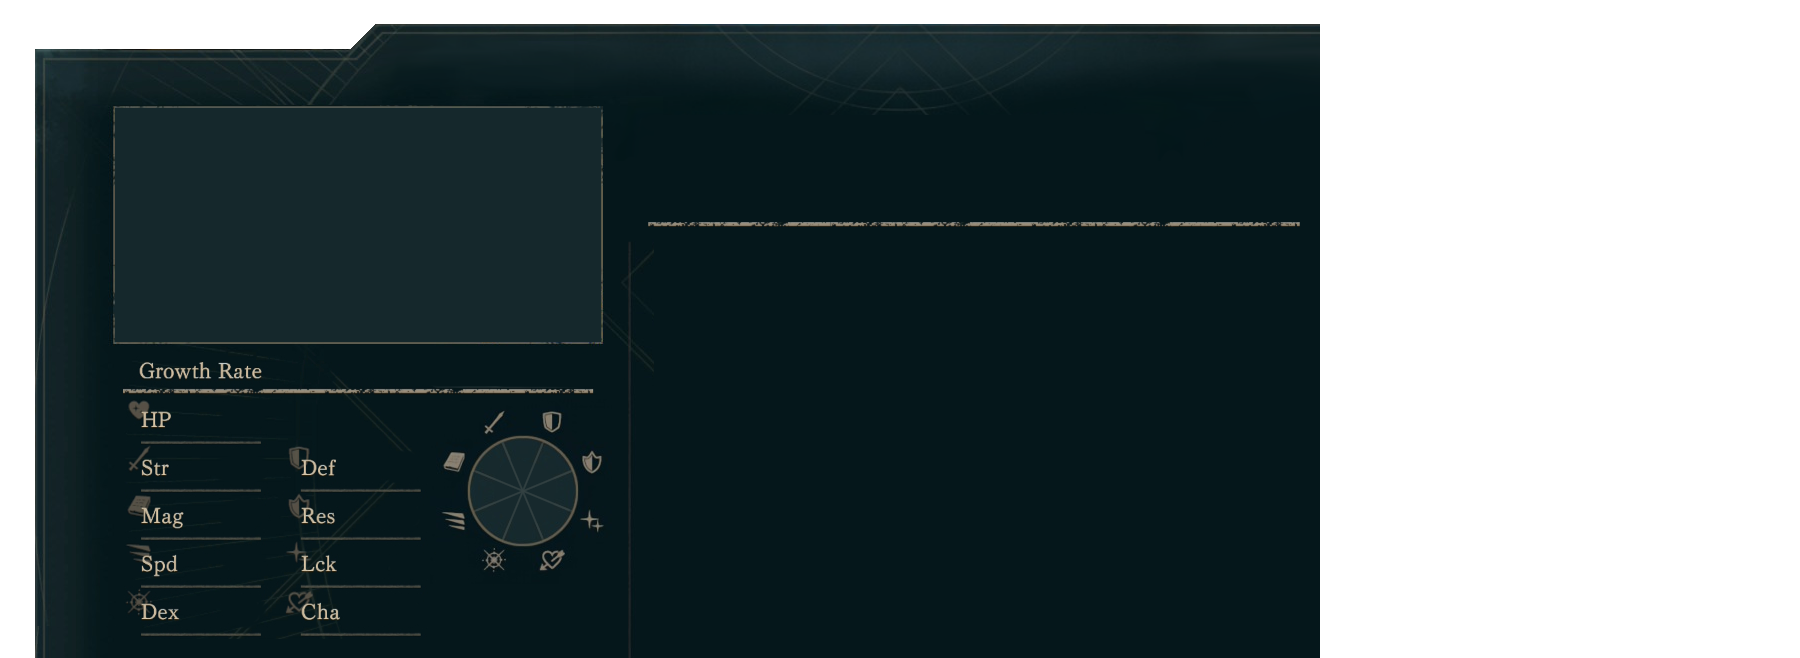 Growth Rate
HP
Str
Def
Mag
Res
Spd
Lck
Dex
Cha